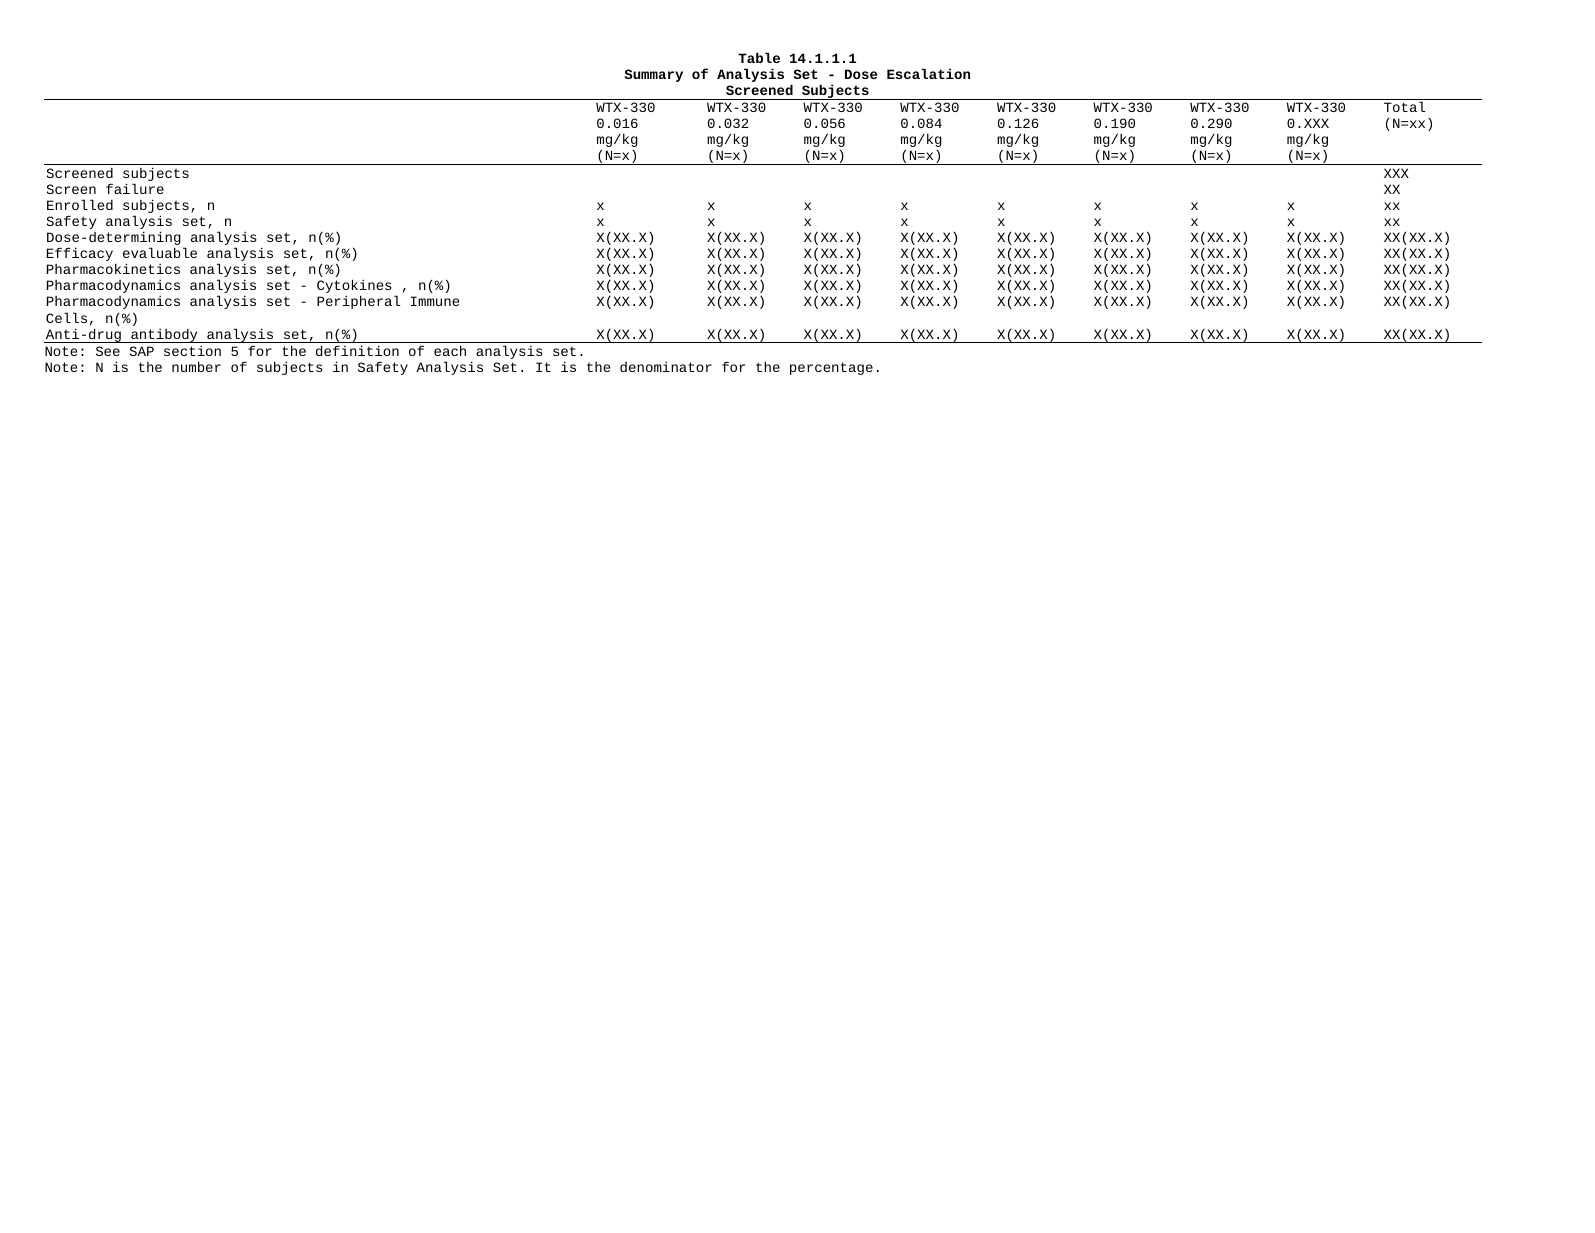 Table 14.1.1.1
Summary of Analysis Set - Dose Escalation
Screened Subjects
WTX-330 WTX-330 WTX-330 WTX-330 WTX-330 WTX-330 WTX-330 WTX-330 Total
0.016 0.032 0.056 0.084 0.126 0.190 0.290 0.XXX (N=xx)
mg/kg mg/kg mg/kg mg/kg mg/kg mg/kg mg/kg mg/kg
(N=x) (N=x) (N=x) (N=x) (N=x) (N=x) (N=x) (N=x)
Screened subjects XXX
Screen failure XX
Enrolled subjects, n x x x x x x x x xx
Safety analysis set, n x x x x x x x x xx
Dose-determining analysis set, n(%) X(XX.X) X(XX.X) X(XX.X) X(XX.X) X(XX.X) X(XX.X) X(XX.X) X(XX.X) XX(XX.X)
Efficacy evaluable analysis set, n(%) X(XX.X) X(XX.X) X(XX.X) X(XX.X) X(XX.X) X(XX.X) X(XX.X) X(XX.X) XX(XX.X)
Pharmacokinetics analysis set, n(%) X(XX.X) X(XX.X) X(XX.X) X(XX.X) X(XX.X) X(XX.X) X(XX.X) X(XX.X) XX(XX.X)
Pharmacodynamics analysis set - Cytokines , n(%) X(XX.X) X(XX.X) X(XX.X) X(XX.X) X(XX.X) X(XX.X) X(XX.X) X(XX.X) XX(XX.X)
Pharmacodynamics analysis set - Peripheral Immune X(XX.X) X(XX.X) X(XX.X) X(XX.X) X(XX.X) X(XX.X) X(XX.X) X(XX.X) XX(XX.X)
Cells, n(%)
Anti-drug antibody analysis set, n(%) X(XX.X) X(XX.X) X(XX.X) X(XX.X) X(XX.X) X(XX.X) X(XX.X) X(XX.X) XX(XX.X)
Note: See SAP section 5 for the definition of each analysis set.
Note: N is the number of subjects in Safety Analysis Set. It is the denominator for the percentage.